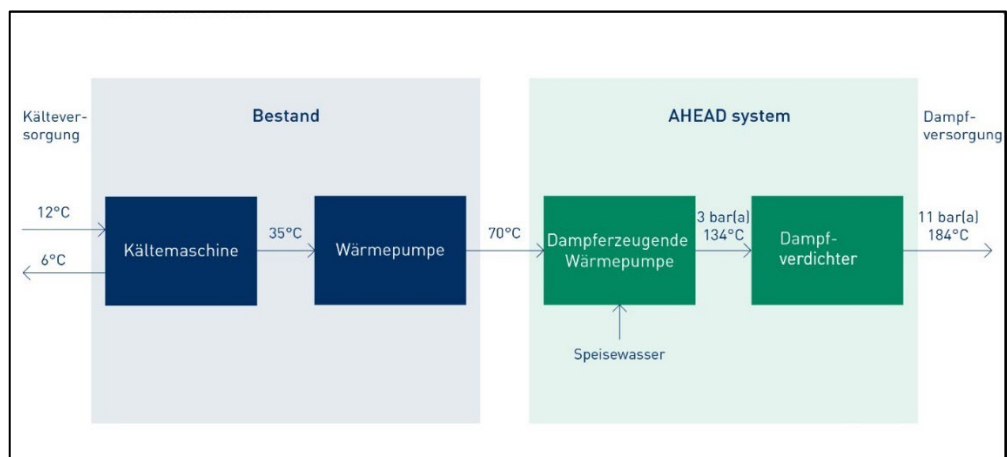 Bestand
AHEAD system
Kältever-
sorgung
Dampf-
versorgung
12°C
6°C
Kältemaschine
35°C
Wärmepumpe
70°C
Dampferzeugende
Wärmepumpe
3 bar(a)
134°C
Dampf-
verdichter
11 bar(a)
184°C
Speisewasser